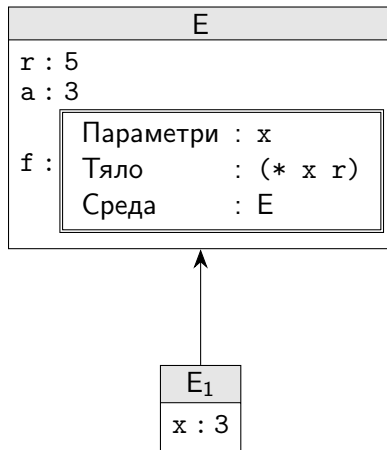 E
r : 5
a : 3
f :
Параметри : x
Тяло : (* x r)
Среда : E
E₁
x : 3